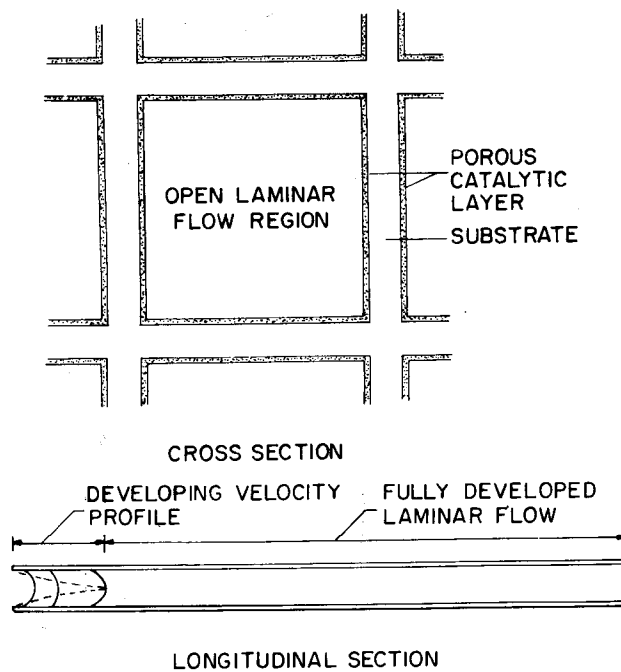 OPEN LAMINAR
FLOW REGION
POROUS
CATALYTIC
LAYER
SUBSTRATE
CROSS SECTION
DEVELOPING VELOCITY
PROFILE
FULLY DEVELOPED
LAMINAR FLOW
LONGITUDINAL SECTION